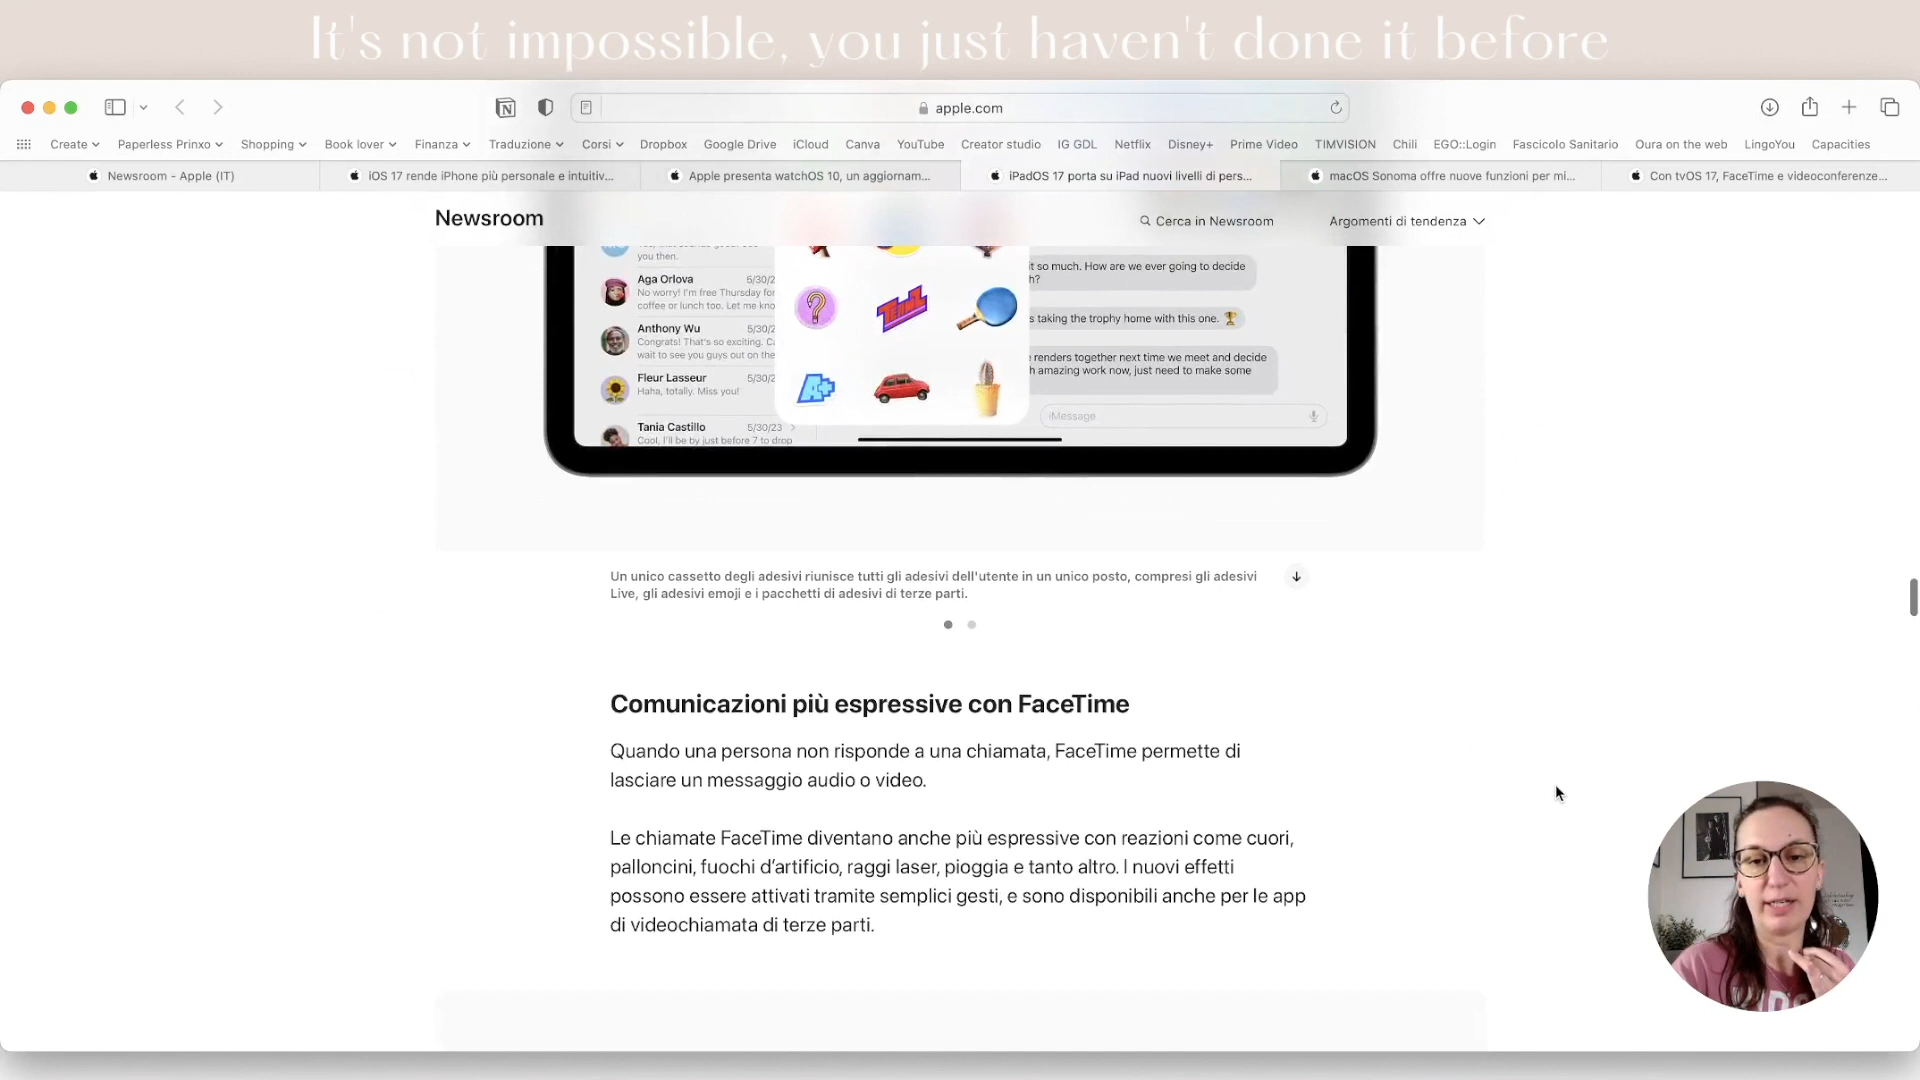 It's not impossible, you just haven't done it before
apple.com
Create
Paperless Prinxo
Shopping
Book lover
Finanza
Traduzione
Corsi
Dropbox
Google Drive
iCloud
Canva
YouTube
Creator studio
IG GDL
Netflix
Disney+
Prime Video
TIMVISION
Chili
EGO::Login
Fascicolo Sanitario
Oura on the web
LingoYou
Capacities
Newsroom - Apple (IT)
iOS 17 rende iPhone più personale e intuitiv...
Apple presenta watchOS 10, un aggiornam...
iPadOS 17 porta su iPad nuovi livelli di pers...
macOS Sonoma offre nuove funzioni per mi...
Con tvOS 17, FaceTime e videoconferenze...
Newsroom
Cerca in Newsroom
Argomenti di tendenza
you then.
Aga Orlova
5/30/2
No worry! I'm free Thursday for
coffee or lunch too. Let me kno
Anthony Wu
5/30/2
Congrats! That's so exciting. C
wait to see you guys out on the
Fleur Lasseur
5/30/2
Haha, totally. Miss you!
Tania Castillo
5/30/23
Cool, I'll be by just before 7 to drop
TEAM
A+
it so much. How are we ever going to decide
h?
s taking the trophy home with this one. 🏆
renders together next time we meet and decide
h amazing work now, just need to make some
iMessage
Un unico cassetto degli adesivi riunisce tutti gli adesivi dell'utente in un unico posto, compresi gli adesivi
Live, gli adesivi emoji e i pacchetti di adesivi di terze parti.
Comunicazioni più espressive con FaceTime
Quando una persona non risponde a una chiamata, FaceTime permette di
lasciare un messaggio audio o video.
Le chiamate FaceTime diventano anche più espressive con reazioni come cuori,
palloncini, fuochi d'artificio, raggi laser, pioggia e tanto altro. I nuovi effetti
possono essere attivati tramite semplici gesti, e sono disponibili anche per le app
di videochiamata di terze parti.